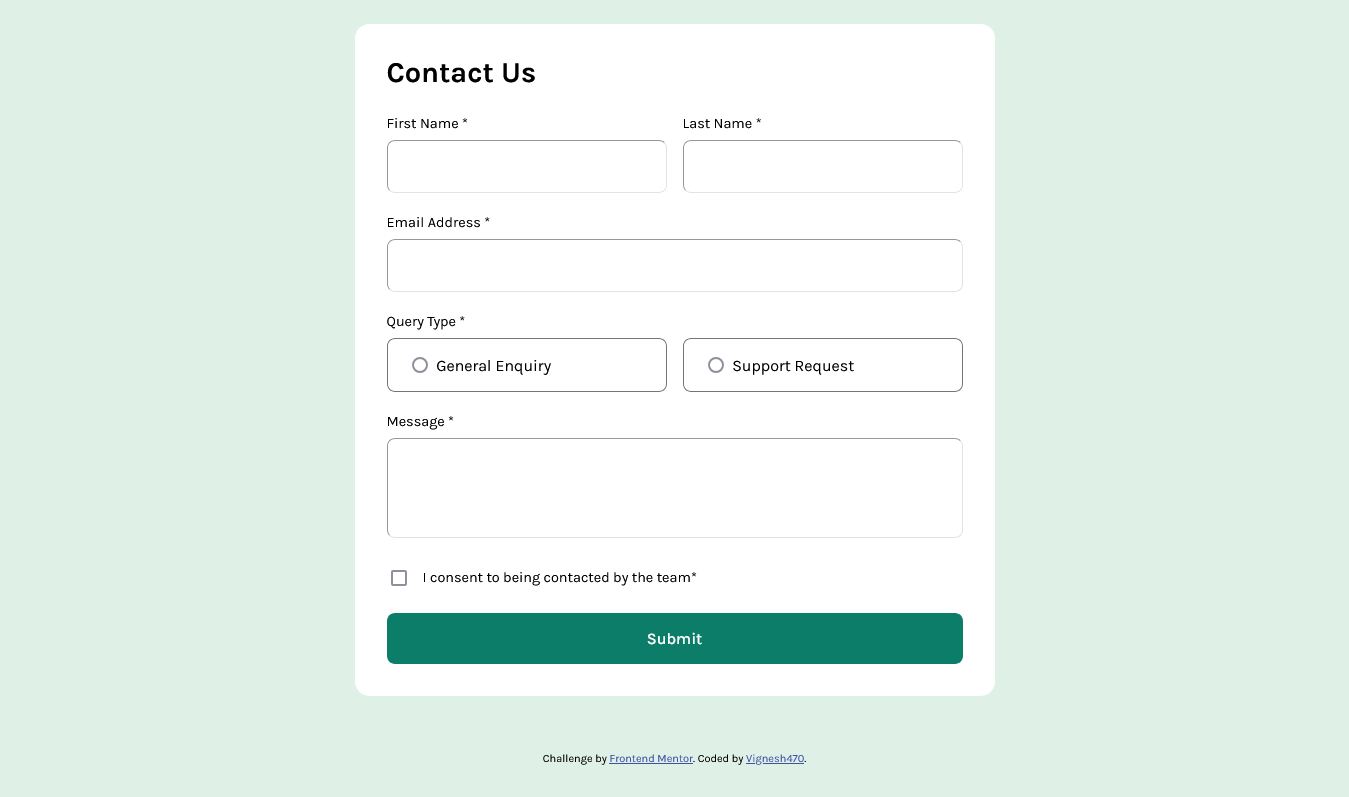 Contact Us
First Name * Last Name *
Email Address *
Query Type *
General Enquiry Support Request
Message *
I consent to being contacted by the team*
Submit
Challenge by Frontend Mentor. Coded by Vignesh470.